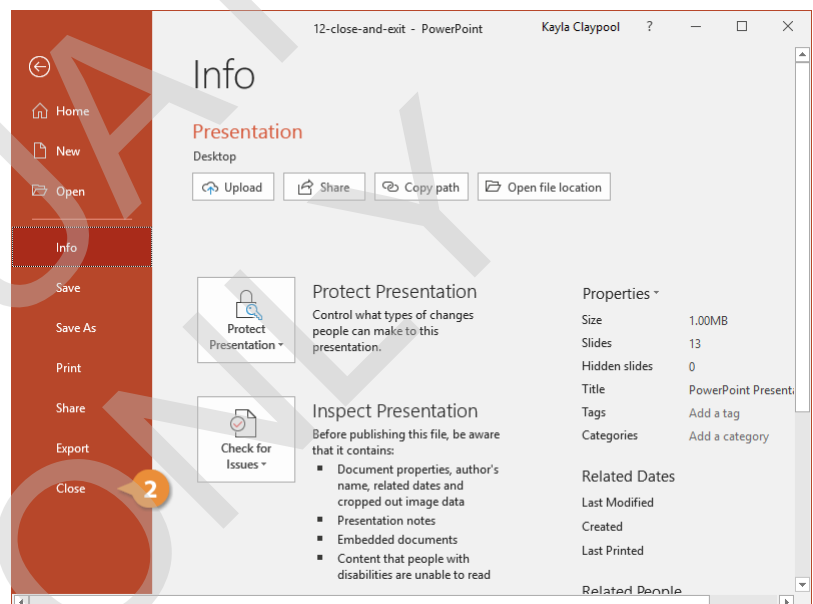 12-close-and-exit - PowerPoint
Kayla Claypool
?
Info
Home
New
Open
Info
Save
Save As
Print
Share
Export
Close
2
Presentation
Desktop
Upload
Share
Copy path
Open file location
Protect
Presentation
Protect Presentation
Control what types of changes
people can make to this
presentation.
Check for
Issues
Inspect Presentation
Before publishing this file, be aware
that it contains:
Document properties, author's
name, related dates and
cropped out image data
Presentation notes
Embedded documents
Content that people with
disabilities are unable to read
Properties
Size 1.00MB
Slides 13
Hidden slides 0
Title PowerPoint Present
Tags Add a tag
Categories Add a category
Related Dates
Last Modified
Created
Last Printed
Related People
ONLY